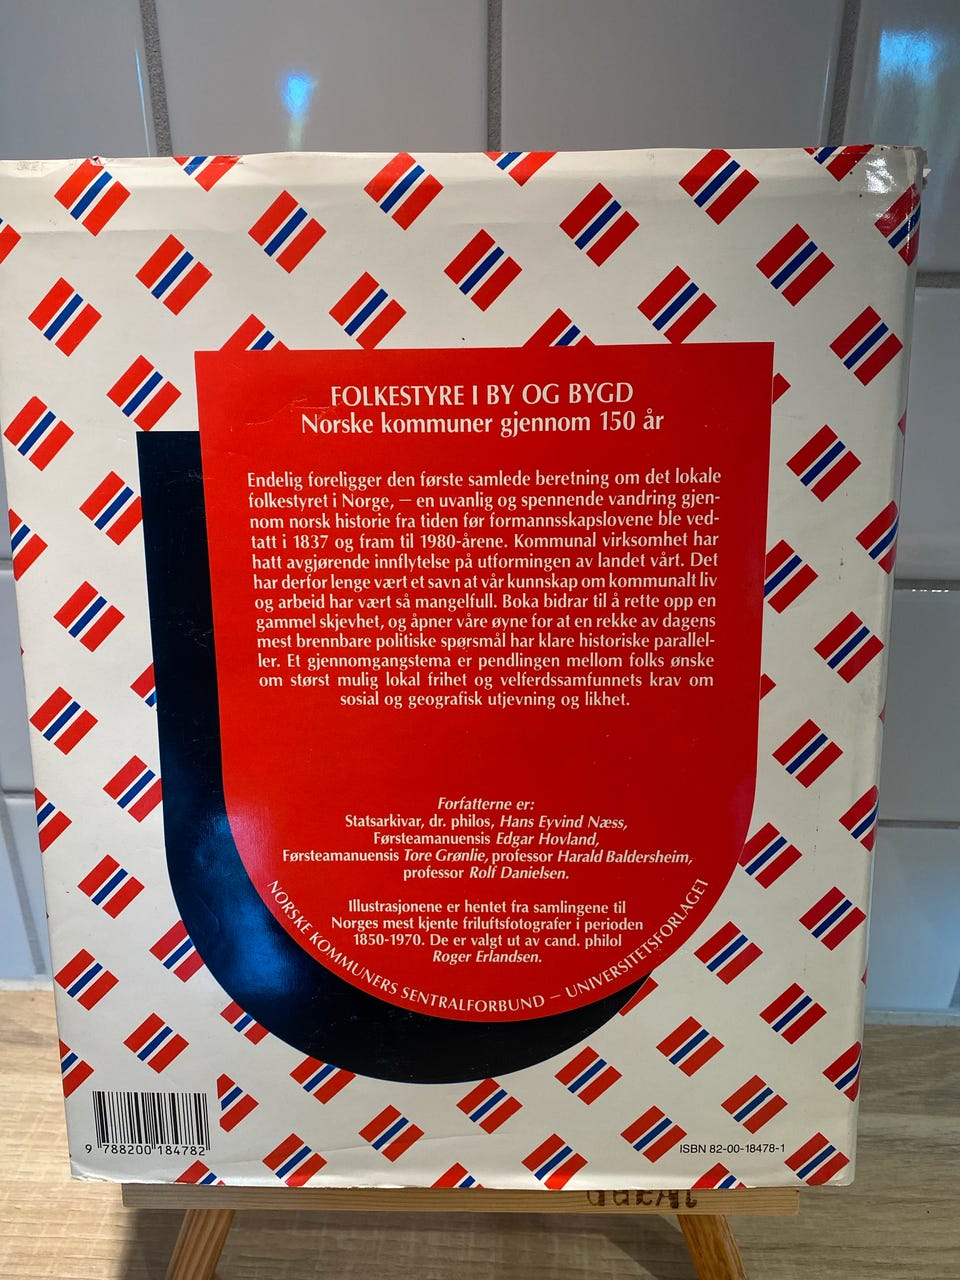 FOLKESTYRE I BY OG BYGD
Norske kommuner gjennom 150 år
Endelig foreligger den første samlede beretning om det lokale
folkestyret i Norge, — en uvanlig og spennende vandring gjen-
nom norsk historie fra tiden før formannsskapslovene ble ved-
tatt i 1837 og fram til 1980-årene. Kommunal virksomhet har
hatt avgjørende innflytelse på utformingen av landet vårt. Det
har derfor lenge vært et savn at vår kunnskap om kommunalt liv
og arbeid har vært så mangelfull. Boka bidrar til å rette opp en
gammel skjevhet, og åpner våre øyne for at en rekke av dagens
mest brennbare politiske spørsmål har klare historiske parallel-
ler. Et gjennomgangstema er pendlingen mellom folks ønske
om størst mulig lokal frihet og velferdssamfunnets krav om
sosial og geografisk utjevning og likhet.
Forfatterne er:
Statsarkivar, dr. philos, Hans Eyvind Næss,
Førsteamanuensis Edgar Hovland,
Førsteamanuensis Tore Grønlie, professor Harald Baldersheim,
professor Rolf Danielsen.
Illustrasjonene er hentet fra samlingene til
Norges mest kjente friluftsfotografer i perioden
1850-1970. De er valgt ut av cand. philol
Roger Erlandsen.
NORSKE KOMMUNERS SENTRALFORBUND — UNIVERSITETSFORLAGET
9 788200 184782
ISBN 82-00-18478-1